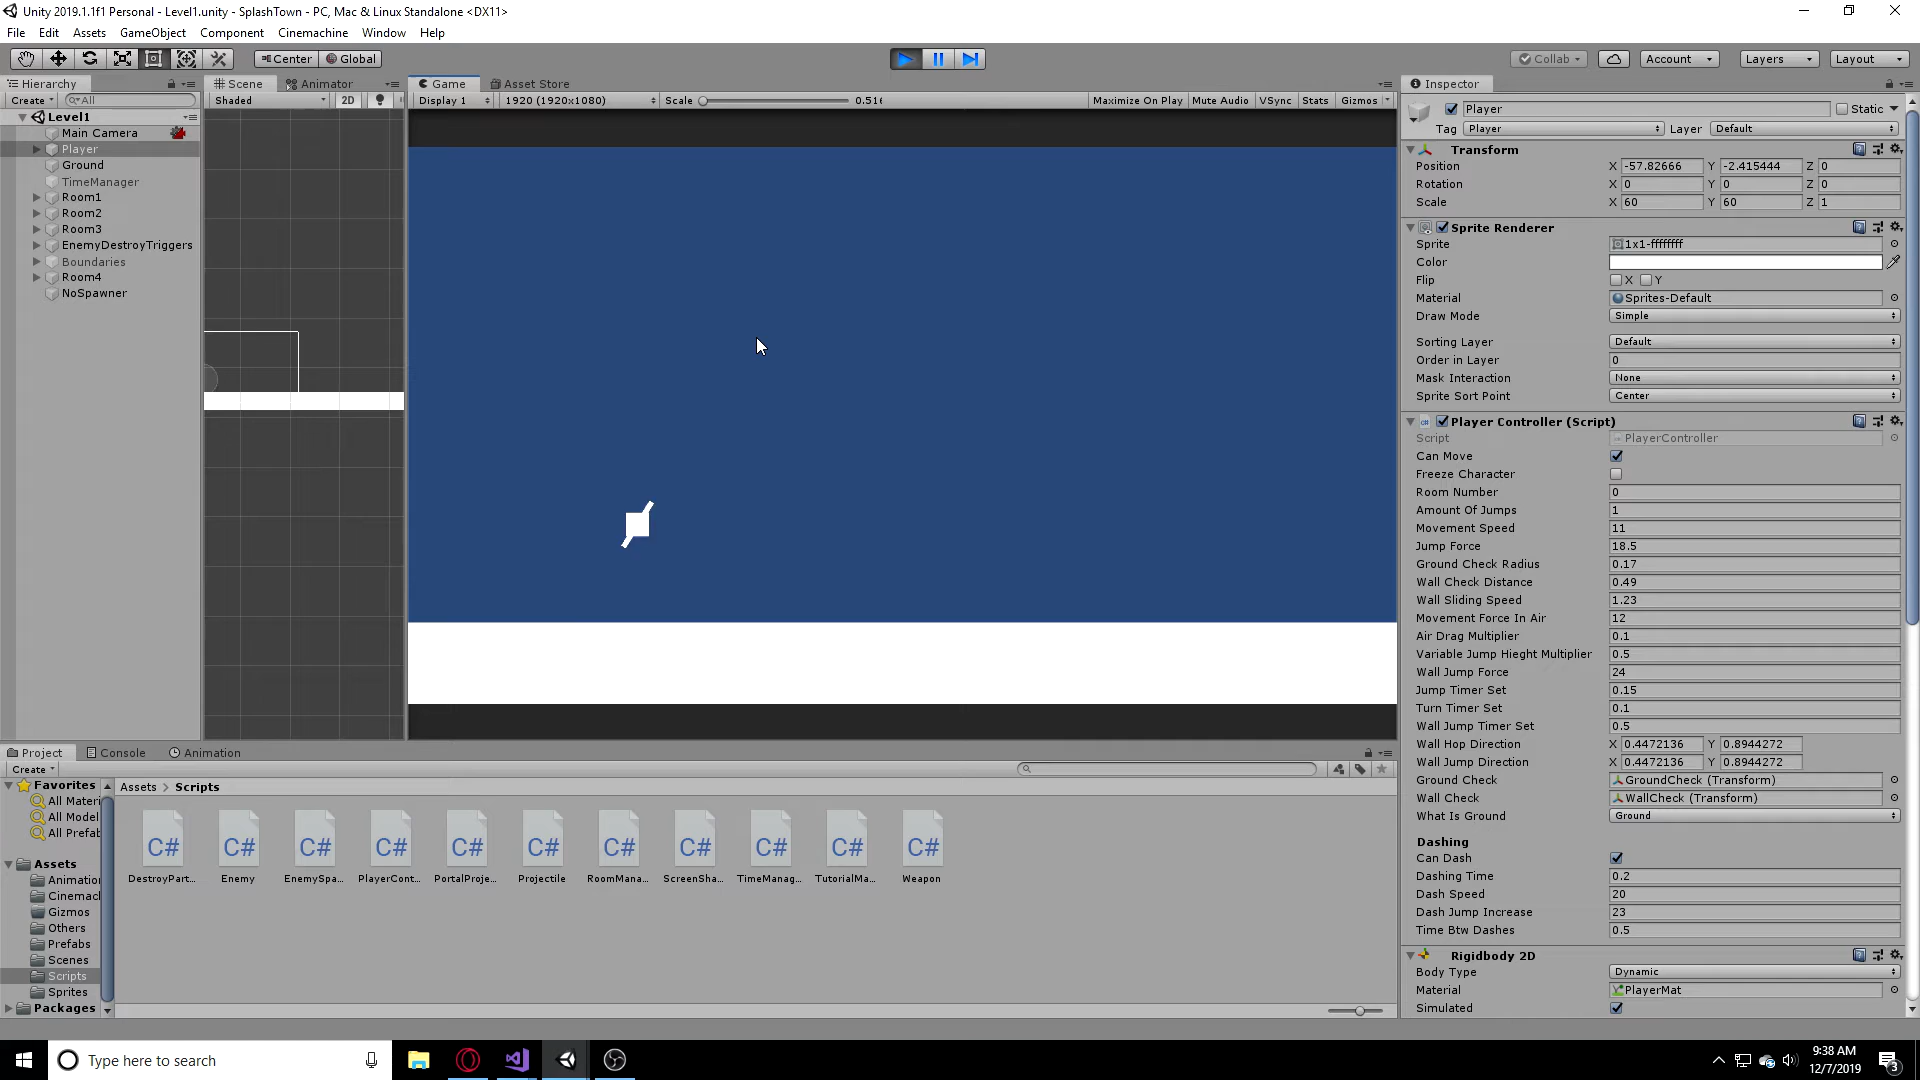 Unity 2019.1.1f1 Personal - Level1.unity - SplashTown - PC, Mac & Linux Standalone <DX11>
File Edit Assets GameObject Component Cinemachine Window Help
Center Global Collab Account Layers Layout
Hierarchy Scene Animator Game Asset Store Inspector
Create All Shaded 2D Display 1 1920 (1920x1080) Scale 0.516 Maximize On Play Mute Audio VSync Stats Gizmos
Level1
Main Camera
Player
Ground
TimeManager
Room1
Room2
Room3
EnemyDestroyTriggers
Boundaries
Room4
NoSpawner
Player Static
Tag Player Layer Default
Transform
Position X -57.82666 Y -2.415444 Z 0
Rotation X 0 Y 0 Z 0
Scale X 60 Y 60 Z 1
Sprite Renderer
Sprite 1x1-ffffffff
Color
Flip X Y
Material Sprites-Default
Draw Mode Simple
Sorting Layer Default
Order in Layer 0
Mask Interaction None
Sprite Sort Point Center
Player Controller (Script)
Script PlayerController
Can Move
Freeze Character
Room Number 0
Amount Of Jumps 1
Movement Speed 11
Jump Force 18.5
Ground Check Radius 0.17
Wall Check Distance 0.49
Wall Sliding Speed 1.23
Movement Force In Air 12
Air Drag Multiplier 0.1
Variable Jump Hieght Multiplier 0.5
Wall Jump Force 24
Jump Timer Set 0.15
Turn Timer Set 0.1
Wall Jump Timer Set 0.5
Wall Hop Direction X 0.4472136 Y 0.8944272
Wall Jump Direction X 0.4472136 Y 0.8944272
Ground Check GroundCheck (Transform)
Wall Check WallCheck (Transform)
What Is Ground Ground
Dashing
Can Dash
Dashing Time 0.2
Dash Speed 20
Dash Jump Increase 23
Time Btw Dashes 0.5
Rigidbody 2D
Body Type Dynamic
Material PlayerMat
Simulated
Project Console Animation
Create
Favorites
All Materi
All Model
All Prefab
Assets
Animatio
Cinemacl
Gizmos
Others
Prefabs
Scenes
Scripts
Sprites
Packages
Assets > Scripts
C# C# C# C# C# C# C# C# C# C# C#
DestroyPart... Enemy EnemySpa... PlayerCont... PortalProje... Projectile RoomMana... ScreenSha... TimeManag... TutorialMa... Weapon
Type here to search
9:38 AM
12/7/2019
3